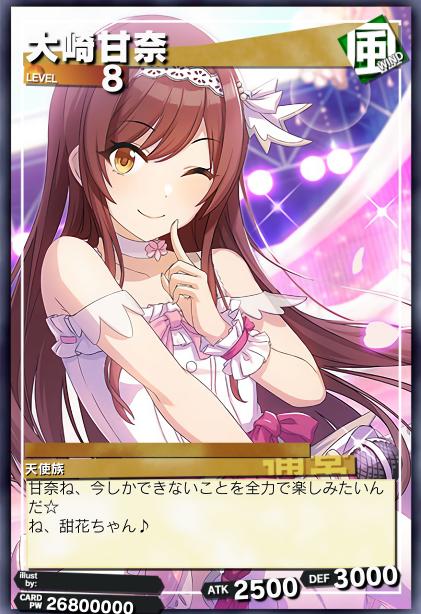 大崎甘奈
風
WIND
LEVEL 8
天使族
甘奈ね、今しかできないことを全力で楽しみたいん
だ☆
ね、甜花ちゃん♪
illust
by:
ATK 2500 DEF 3000
CARD
PW 26800000